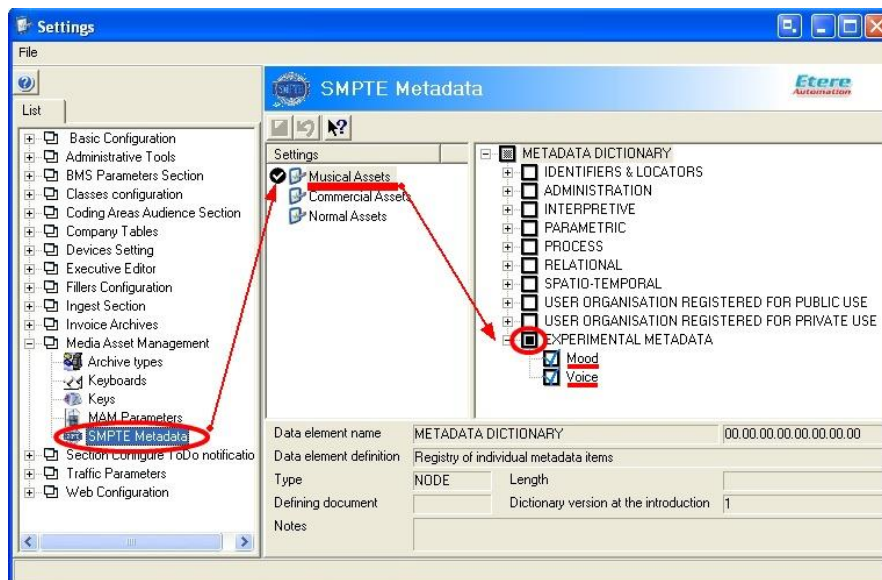 Settings
File
SMPTE Metadata
Etere
Automation
List
Basic Configuration
Administrative Tools
BMS Parameters Section
Classes configuration
Coding Areas Audience Section
Company Tables
Devices Setting
Executive Editor
Fillers Configuration
Ingest Section
Invoice Archives
Media Asset Management
Archive types
Keyboards
Keys
MAM Parameters
SMPTE Metadata
Section Configure ToDo notificatio
Traffic Parameters
Web Configuration
Settings
Musical Assets
Commercial Assets
Normal Assets
METADATA DICTIONARY
IDENTIFIERS & LOCATORS
ADMINISTRATION
INTERPRETIVE
PARAMETRIC
PROCESS
RELATIONAL
SPATIO-TEMPORAL
USER ORGANISATION REGISTERED FOR PUBLIC USE
USER ORGANISATION REGISTERED FOR PRIVATE USE
EXPERIMENTAL METADATA
Mood
Voice
Data element name METADATA DICTIONARY 00.00.00.00.00.00.00.00
Data element definition Registry of individual metadata items
Type NODE Length
Defining document Dictionary version at the introduction 1
Notes